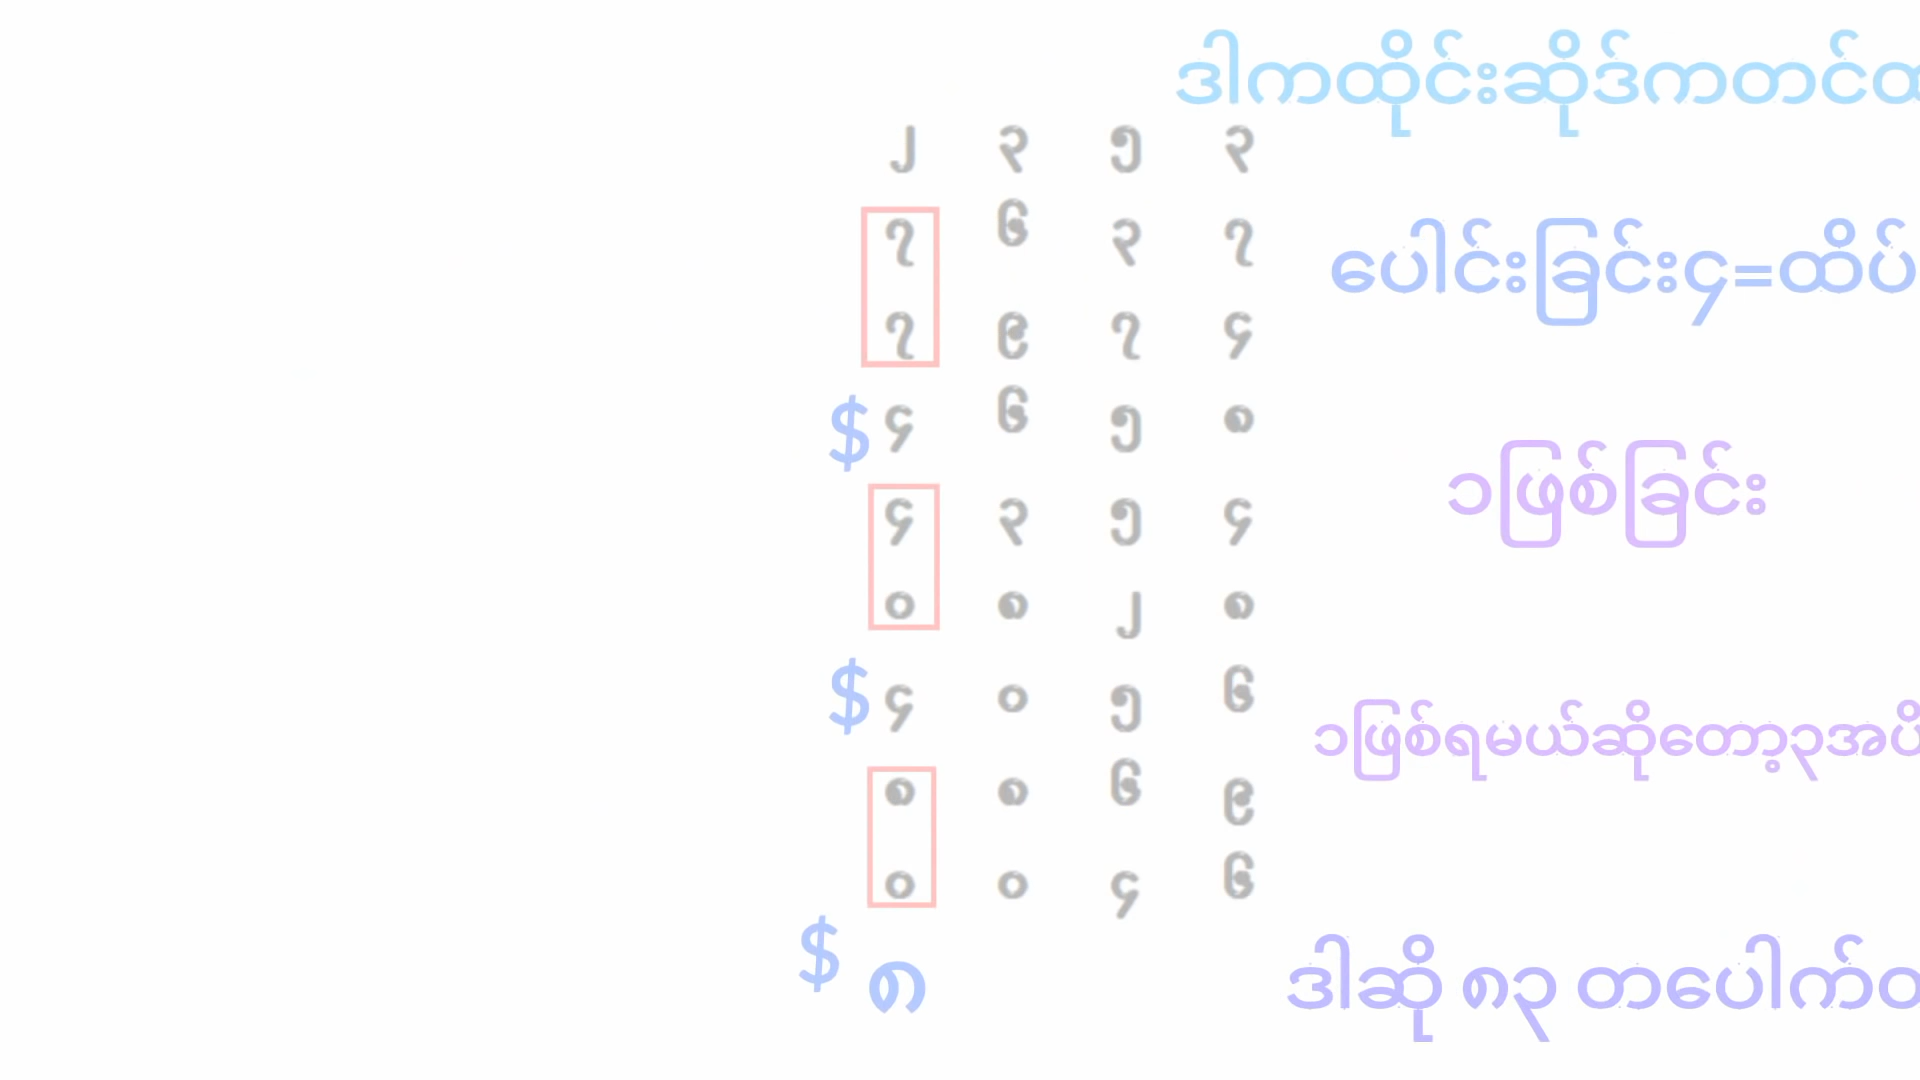 ဒါကထိုင်းဆိုဒ်ကတင်
၂ ၃ ၅ ၃
၇ ၆ ၃ ၇
ပေါင်းခြင်း၄=ထိပ်
၇ ၉ ၇ ၄
$ ၄ ၆ ၅ ၈
၄ ၃ ၅ ၄
၁ဖြစ်ခြင်း
၀ ၈ ၂ ၈
$ ၄ ၀ ၅ ၆
၁ဖြစ်ရမယ်ဆိုတော့၃အပိ
၈ ၈ ၆ ၉
၀ ၀ ၄ ၆
$ ၈
ဒါဆို ၈၃ တပေါက်